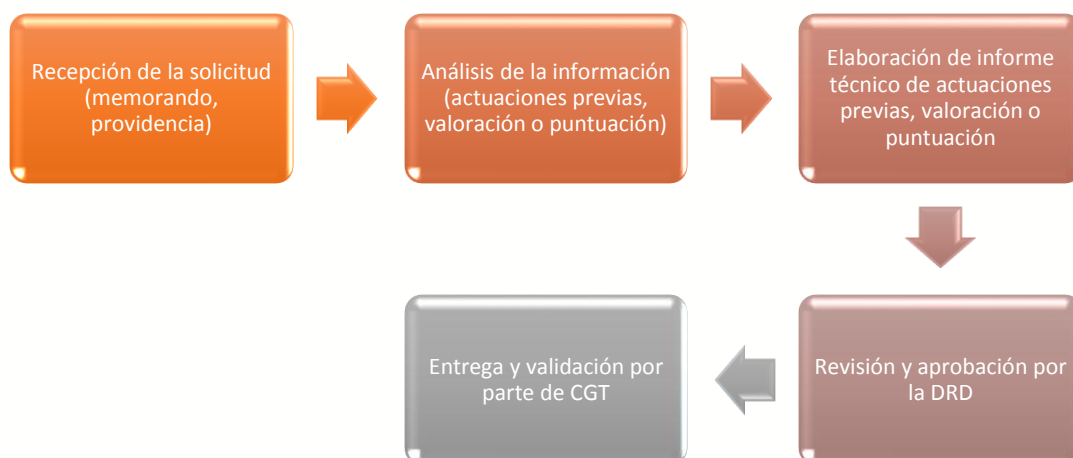 Recepción de la solicitud
(memorando,
providencia)
Análisis de la información
(actuaciones previas,
valoración o puntuación)
Elaboración de informe
técnico de actuaciones
previas, valoración o
puntuación
Revisión y aprobación por
la DRD
Entrega y validación por
parte de CGT